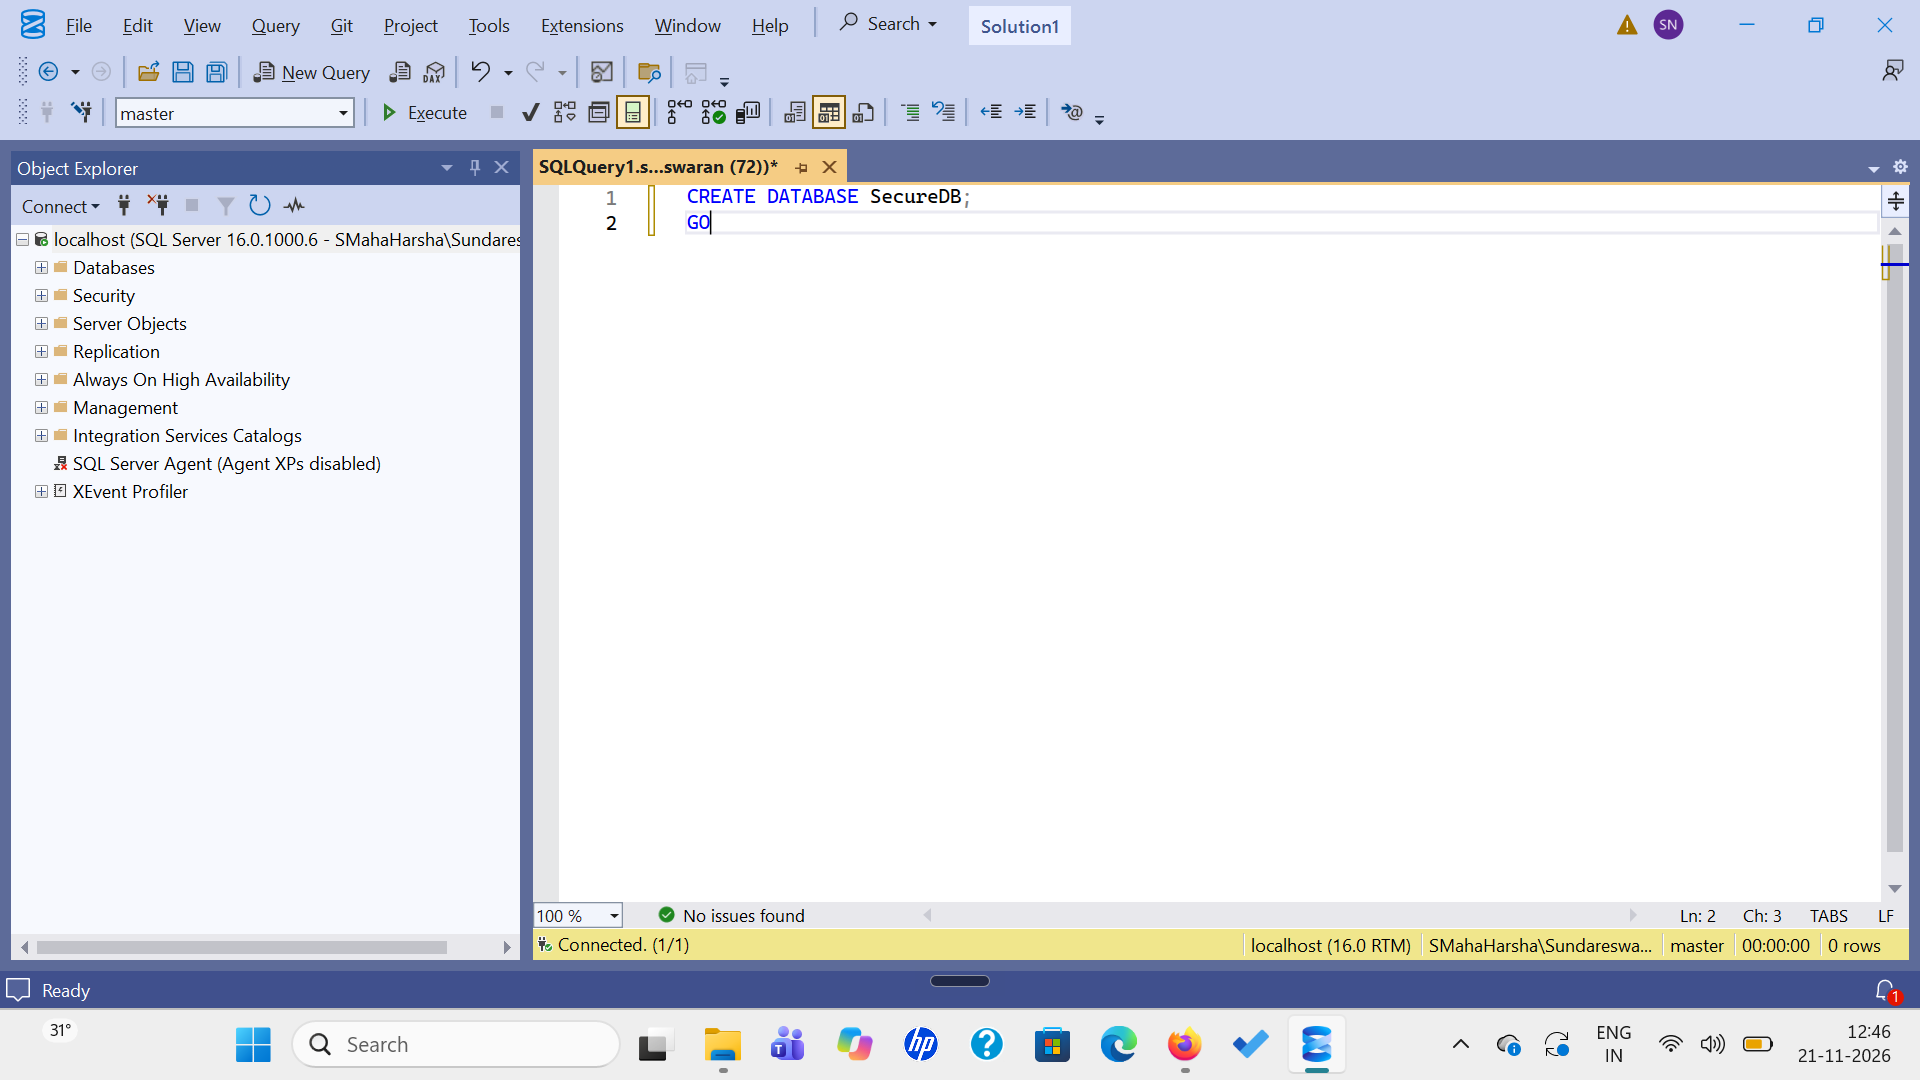 File Edit View Query Git Project Tools Extensions Window Help Search Solution1 SN
New Query DAX
master Execute
Object Explorer
Connect
localhost (SQL Server 16.0.1000.6 - SMahaHarsha\Sundares
Databases
Security
Server Objects
Replication
Always On High Availability
Management
Integration Services Catalogs
SQL Server Agent (Agent XPs disabled)
XEvent Profiler
SQLQuery1.s...swaran (72))*
1 CREATE DATABASE SecureDB;
2 GO
100 % No issues found Ln: 2 Ch: 3 TABS LF
Connected. (1/1) localhost (16.0 RTM) SMahaHarsha\Sundareswa... master 00:00:00 0 rows
Ready 1
31° Search T hp ? ENG IN 12:46
21-11-2026